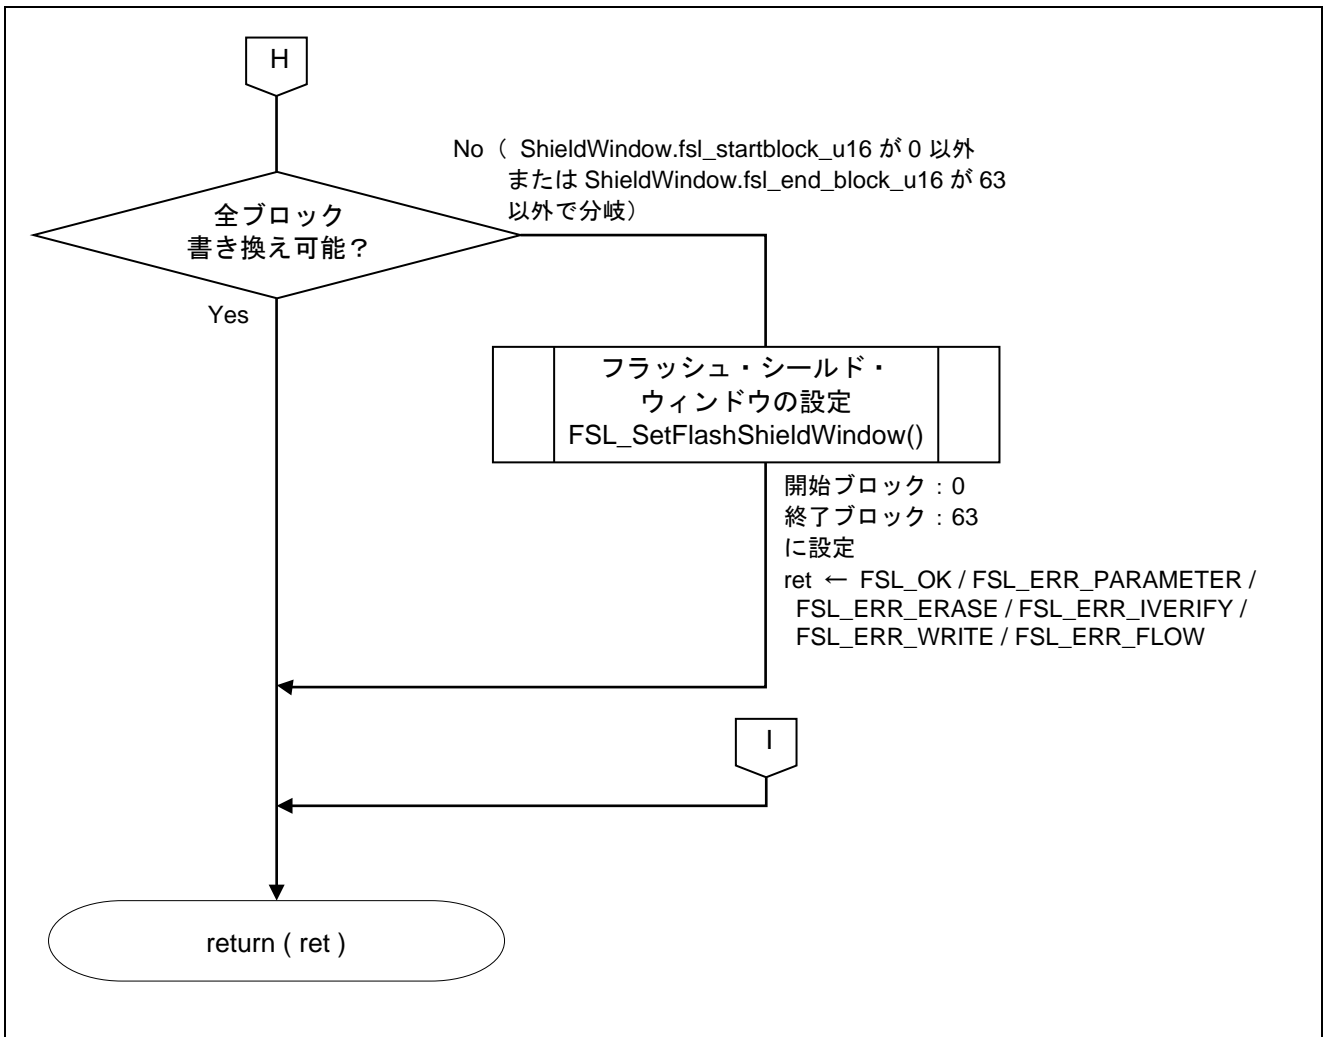 H
No（ ShieldWindow.fsl_startblock_u16 が 0 以外
または ShieldWindow.fsl_end_block_u16 が 63
以外で分岐）
全ブロック
書き換え可能？
Yes
フラッシュ・シールド・
ウィンドウの設定
FSL_SetFlashShieldWindow()
開始ブロック：0
終了ブロック：63
に設定
ret ← FSL_OK / FSL_ERR_PARAMETER /
FSL_ERR_ERASE / FSL_ERR_IVERIFY /
FSL_ERR_WRITE / FSL_ERR_FLOW
I
return ( ret )